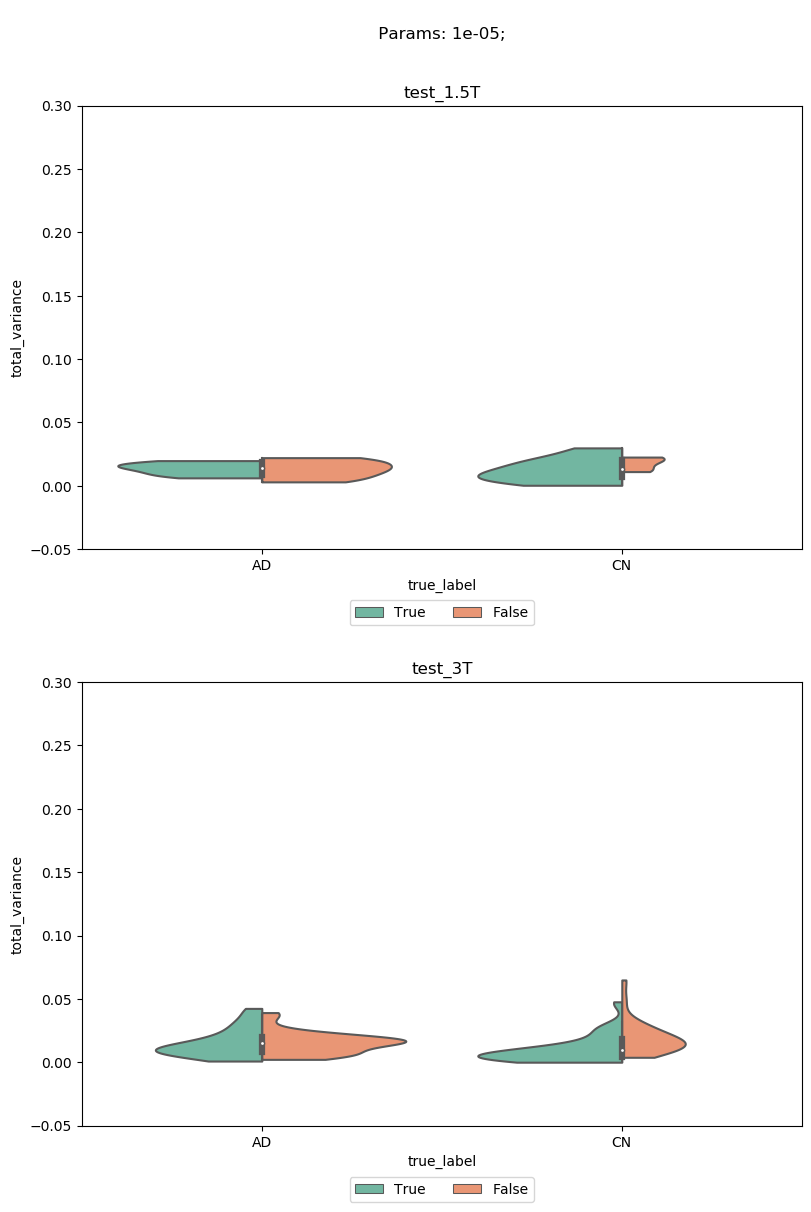 Params: 1e-05;
test_1.5T
0.30
0.25
0.20
0.15
0.10
0.05
0.00
−0.05
total_variance
AD CN
true_label
True False
test_3T
0.30
0.25
0.20
0.15
0.10
0.05
0.00
−0.05
total_variance
AD CN
true_label
True False